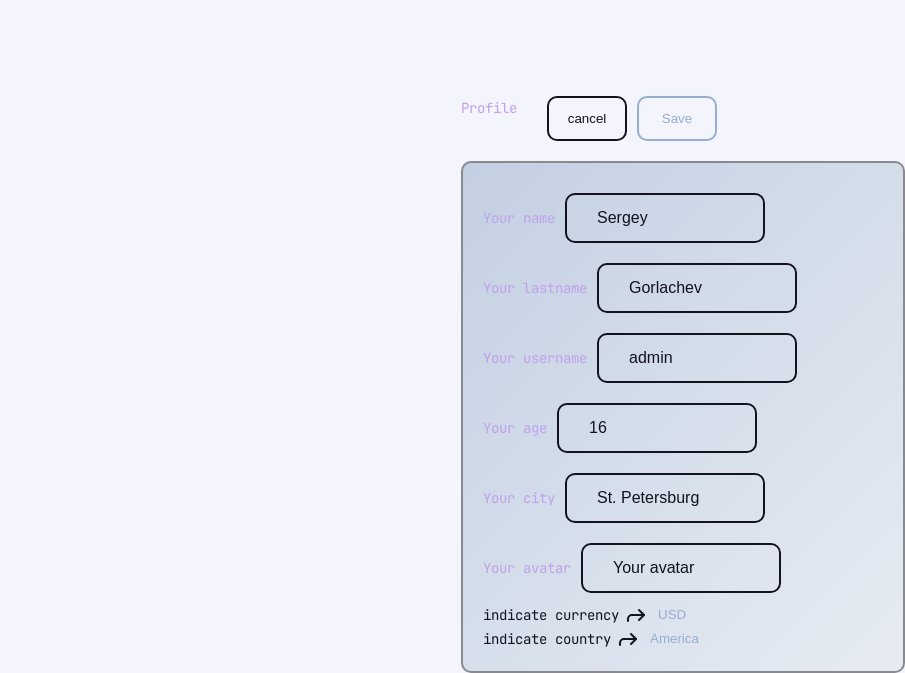 Profile cancel Save
Your name Sergey
Your lastname Gorlachev
Your username admin
Your age 16
Your city St. Petersburg
Your avatar Your avatar
indicate currency USD
indicate country America